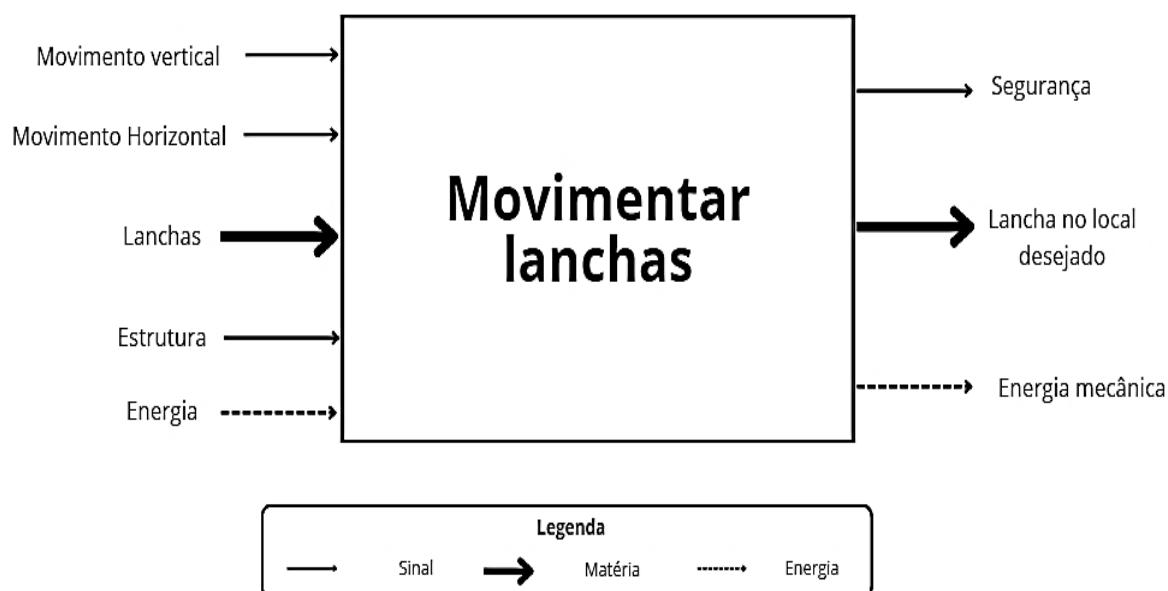 Movimento vertical
Movimento Horizontal
Lanchas
Estrutura
Energia
Movimentar
lanchas
Segurança
Lancha no local
desejado
Energia mecânica
Legenda
Sinal
Matéria
Energia